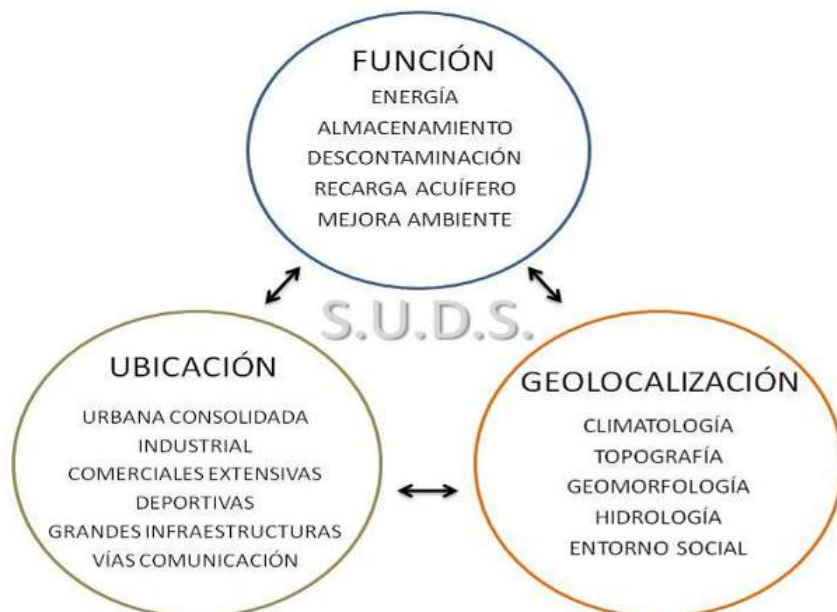 FUNCIÓN
ENERGÍA
ALMACENAMIENTO
DESCONTAMINACIÓN
RECARGA ACUÍFERO
MEJORA AMBIENTE
S.U.D.S.
UBICACIÓN
URBANA CONSOLIDADA
INDUSTRIAL
COMERCIALES EXTENSIVAS
DEPORTIVAS
GRANDES INFRAESTRUCTURAS
VÍAS COMUNICACIÓN
GEOLOCALIZACIÓN
CLIMATOLOGÍA
TOPOGRAFÍA
GEOMORFOLOGÍA
HIDROLOGÍA
ENTORNO SOCIAL